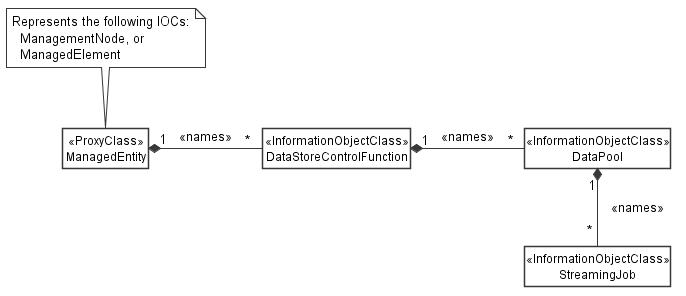 Represents the following IOCs:
ManagementNode, or
ManagedElement
«ProxyClass»
ManagedEntity
1
«names»
*
«InformationObjectClass»
DataStoreControlFunction
1
«names»
*
«InformationObjectClass»
DataPool
1
«names»
*
«InformationObjectClass»
StreamingJob